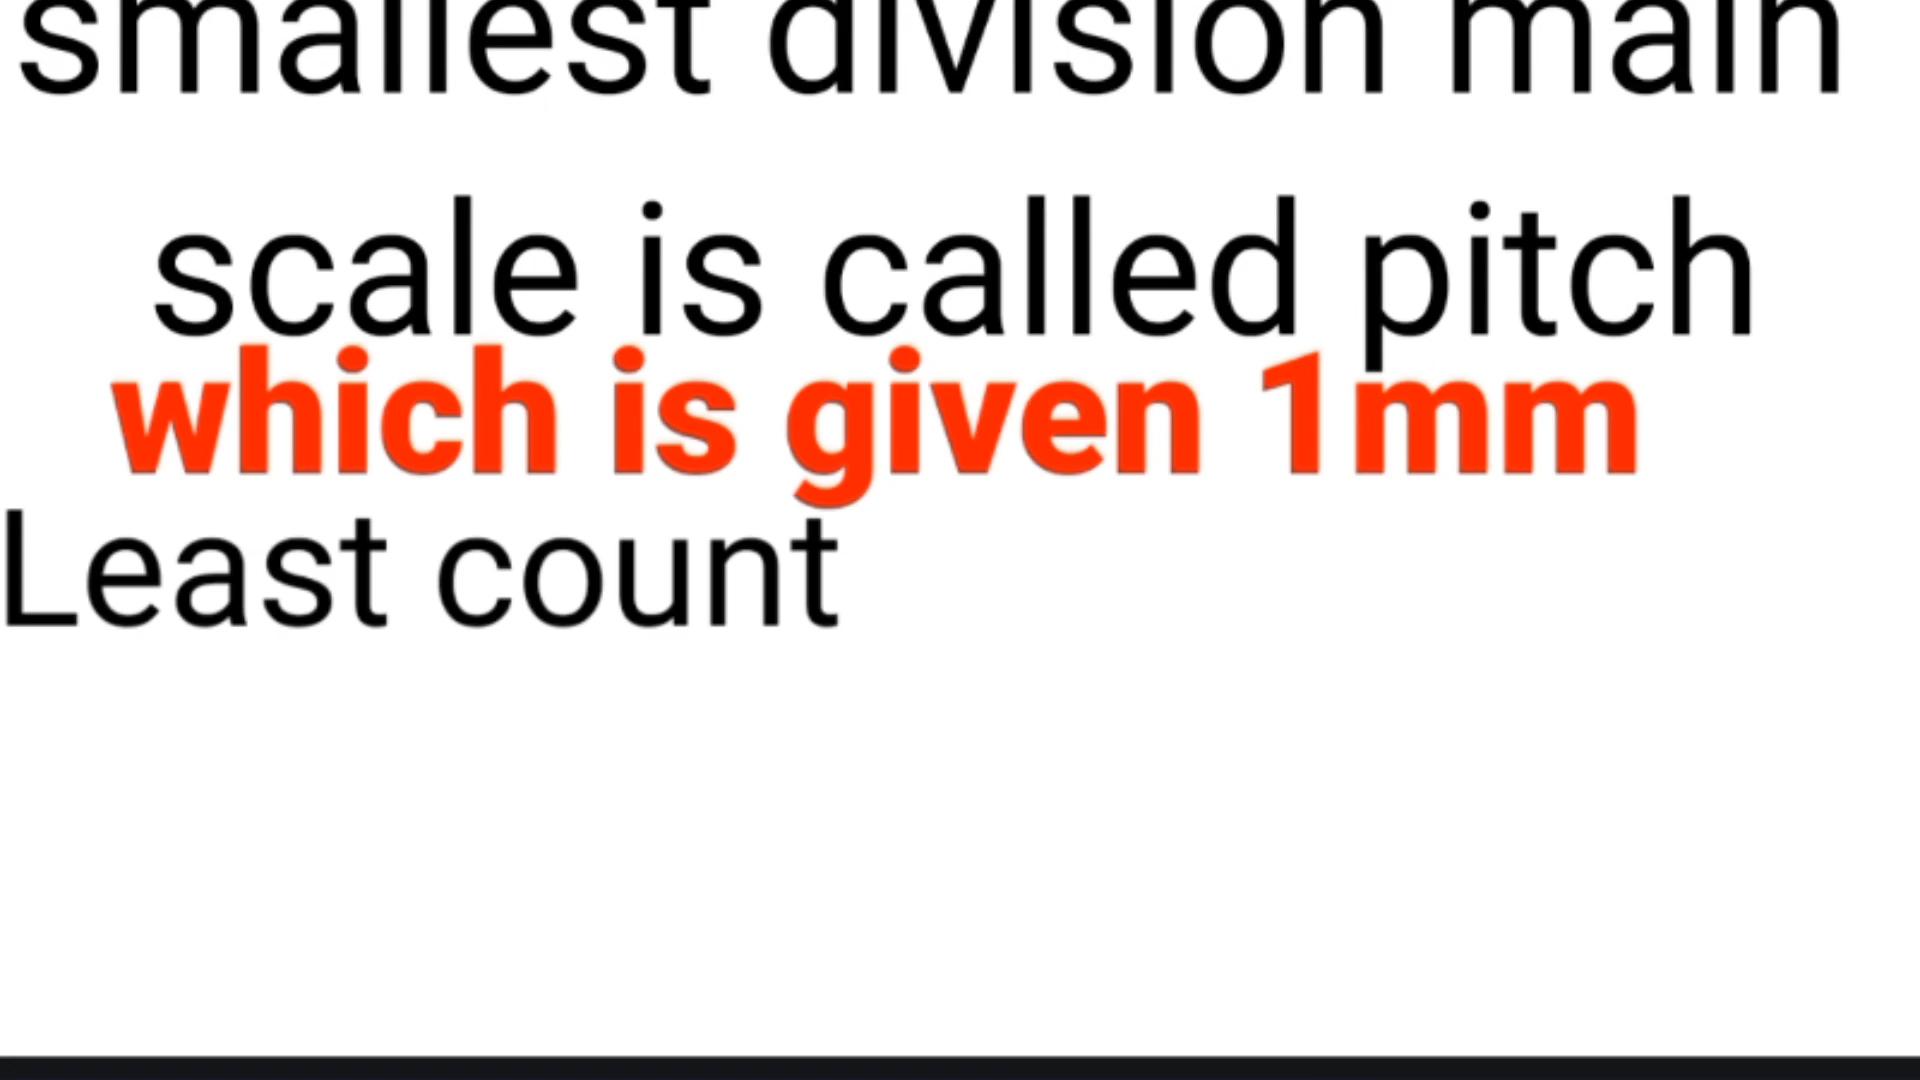 smallest division main
scale is called pitch
which is given 1mm
Least count